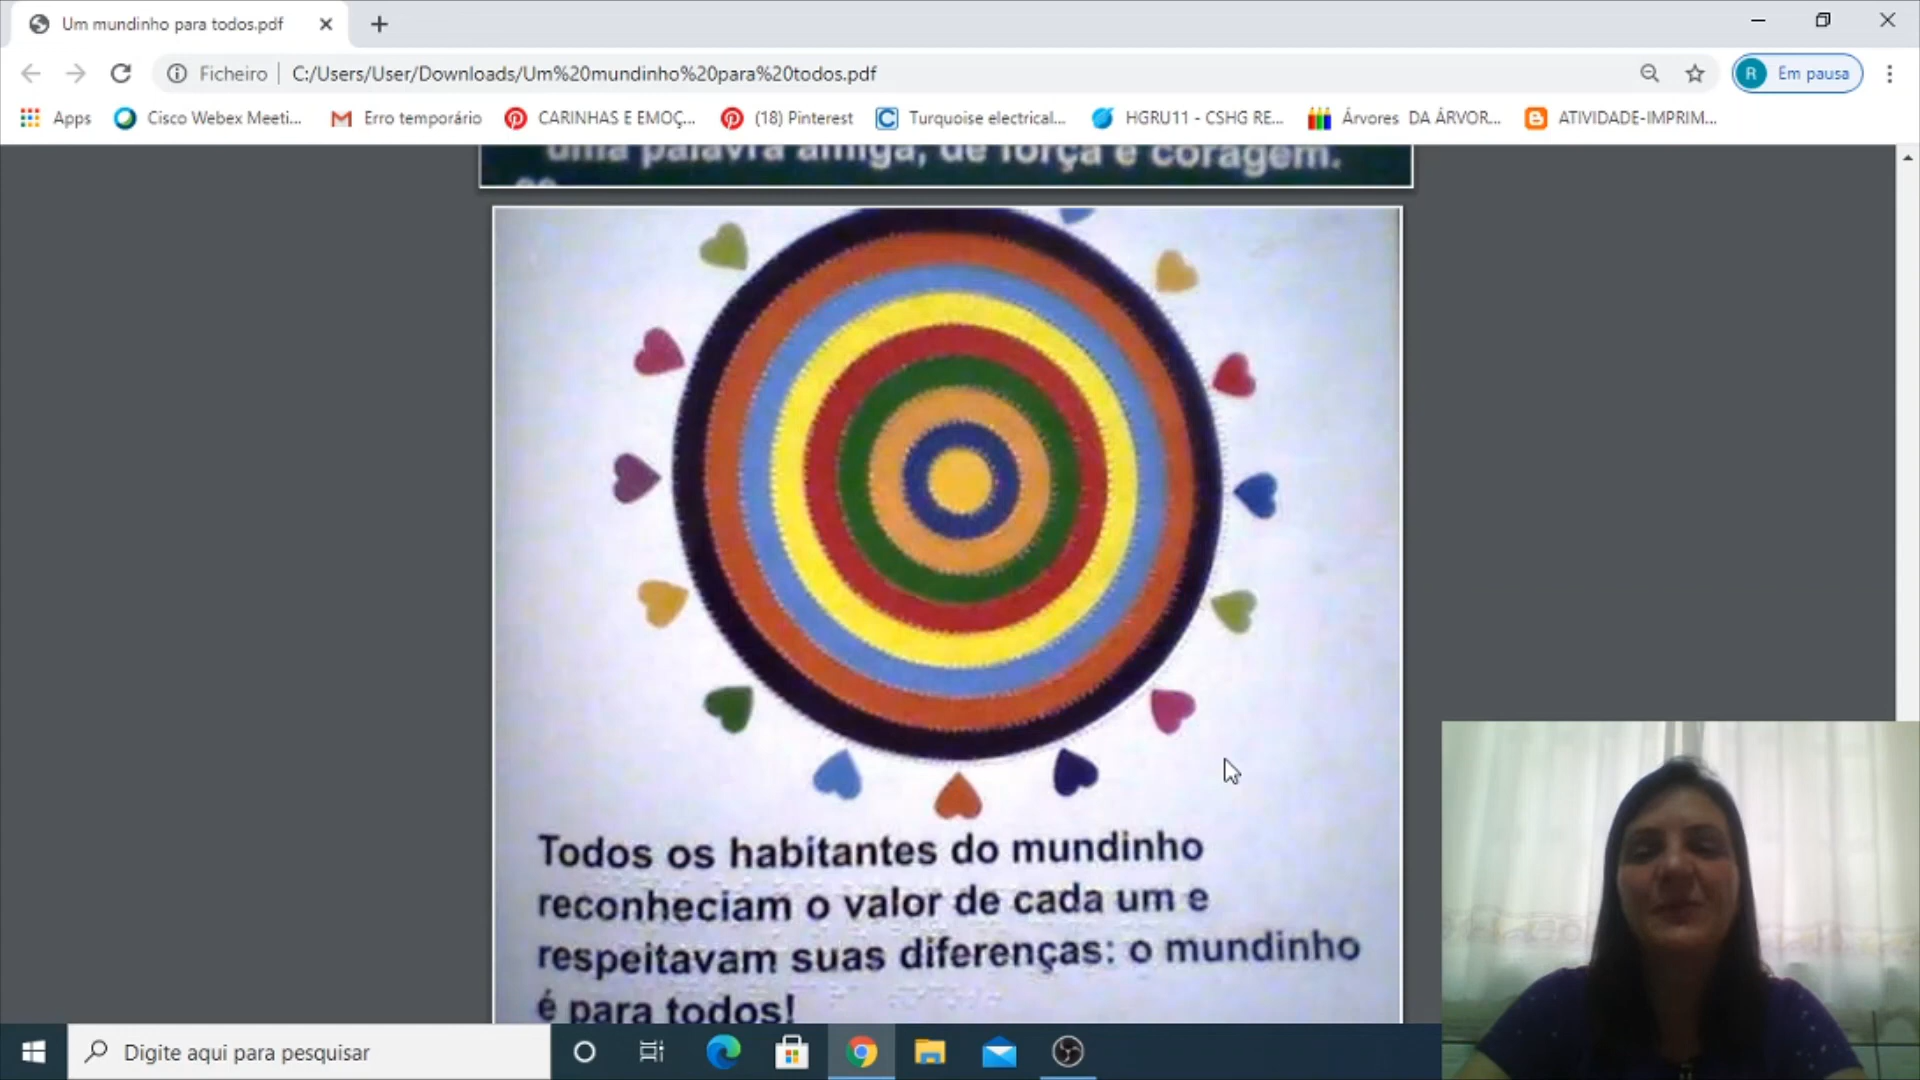 Um mundinho para todos.pdf
Ficheiro
C:/Users/User/Downloads/Um%20mundinho%20para%20todos.pdf
R Em pausa
Apps
Cisco Webex Meeti...
Erro temporário
CARINHAS E EMOÇ...
(18) Pinterest
Turquoise electrical...
HGRU11 - CSHG RE...
Árvores DA ÁRVOR...
ATIVIDADE-IMPRIM...
uma palavra amiga, de força e coragem.
Todos os habitantes do mundinho
reconheciam o valor de cada um e
respeitavam suas diferenças: o mundinho
é para todos!
Digite aqui para pesquisar